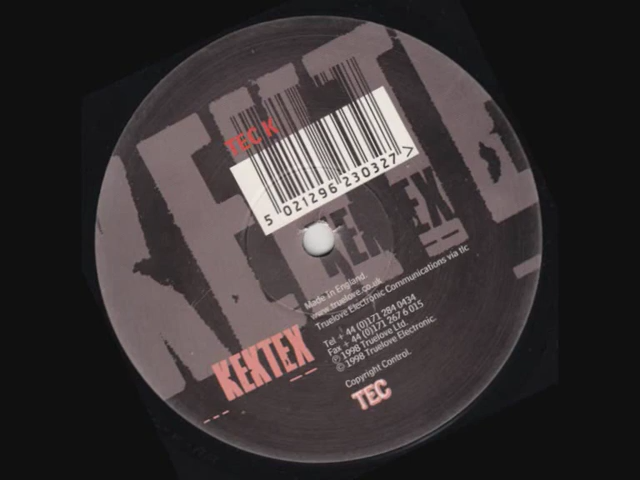 TEC K
5 021296 230327 >
KEKTEX
Made In England.
www.truelove.co.uk
Truelove Electronic Communications via tlc
Tel + 44 (0)171 284 0434
Fax + 44 (0)171 267 6 015
℗ 1998 Truelove Ltd.
© 1998 Truelove Electronic.
Copyright Control.
KEKTEX
TEC